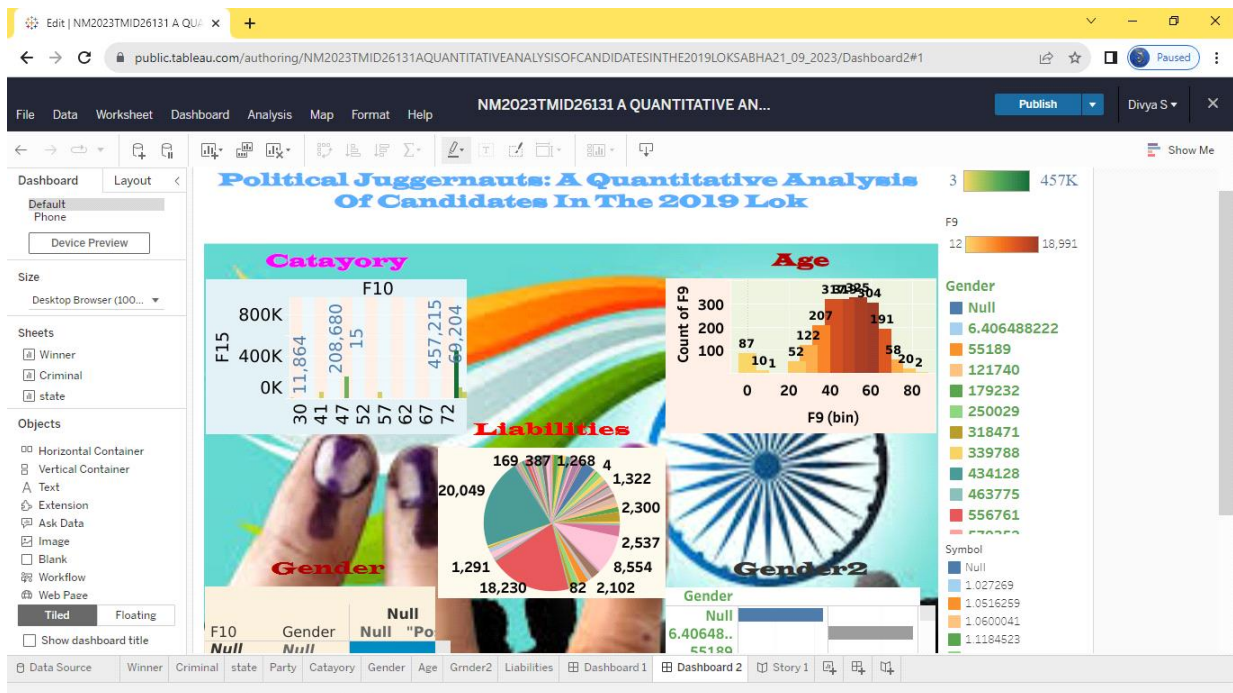 Edit | NM2023TMID26131 A QUA
public.tableau.com/authoring/NM2023TMID26131AQUANTITATIVEANALYSISOFCANDIDATESINTHE2019LOKSABHA21_09_2023/Dashboard2#1
Paused
File Data Worksheet Dashboard Analysis Map Format Help
NM2023TMID26131 A QUANTITATIVE AN...
Publish
Divya S
Show Me
Dashboard Layout
Default
Phone
Device Preview
Size
Desktop Browser (100...
Sheets
Winner
Criminal
state
Objects
Horizontal Container
Vertical Container
Text
Extension
Ask Data
Image
Blank
Workflow
Web Page
Tiled Floating
Show dashboard title
Political Juggernauts: A Quantitative Analysis
Of Candidates In The 2019 Lok
Catayory
F10
F15
800K
400K
0K
11,864
208,680
15
457,215
69,204
30 41 47 52 57 62 67 72
Age
Count of F9
300
200
100
87 10 1 52 122 207 325 304 191 58 20 2
0 20 40 60 80
F9 (bin)
Liabilities
169 387 1,268 4
1,322
20,049
2,300
2,537
1,291
8,554
18,230 82 2,102
Gender
Null
F10 Gender Null "Po
Null Null
Gender2
Gender
Null
6.40648..
55189
3 457K
F9
12 18,991
Gender
Null
6.406488222
55189
121740
179232
250029
318471
339788
434128
463775
556761
Symbol
Null
1.027269
1.0516259
1.0600041
1.1184523
Data Source Winner Criminal state Party Catayory Gender Age Grnder2 Liabilities Dashboard 1 Dashboard 2 Story 1